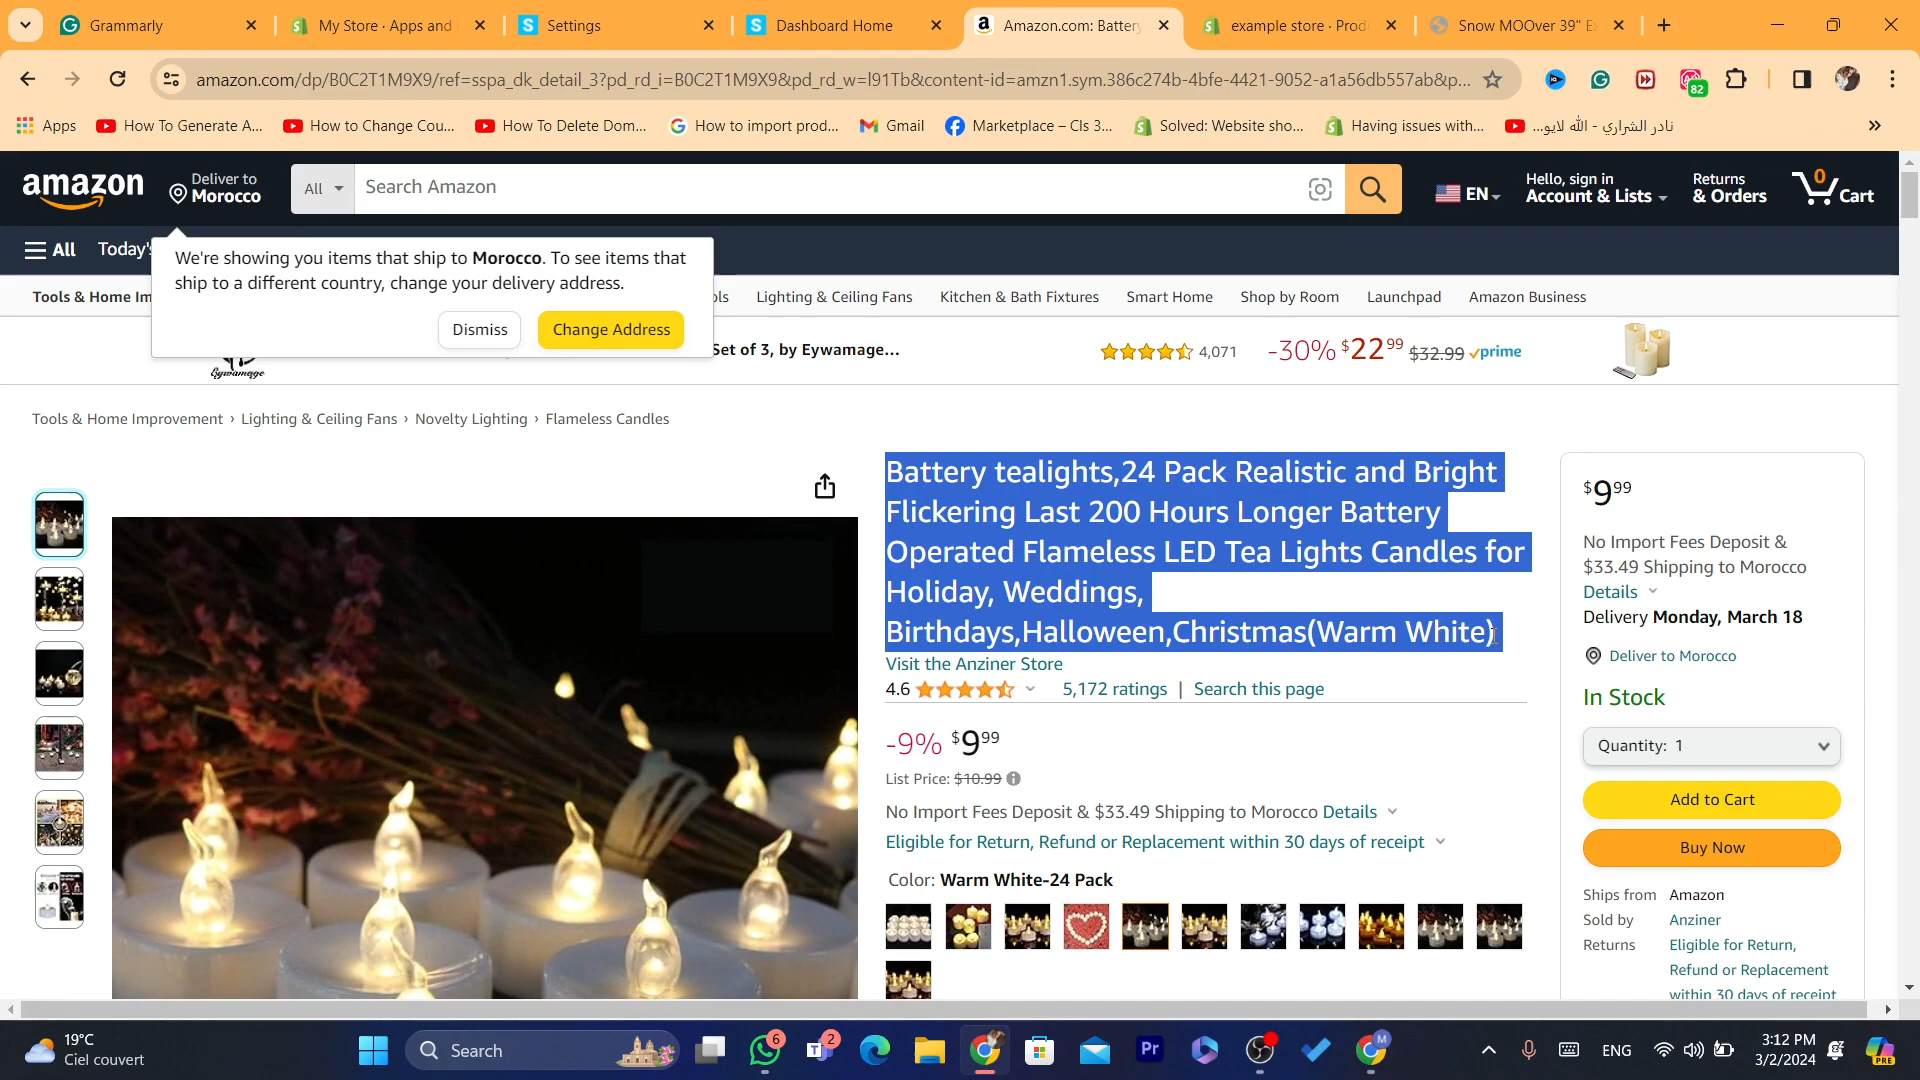 Grammarly
My Store · Apps and
Settings
Dashboard Home
Amazon.com: Battery
example store · Prod
Snow MOOver 39" E
amazon.com/dp/B0C2T1M9X9/ref=sspa_dk_detail_3?pd_rd_i=B0C2T1M9X9&pd_rd_w=I91Tb&content-id=amzn1.sym.386c274b-4bfe-4421-9052-a1a56db557ab&p...
82
Apps
How To Generate A...
How to Change Cou...
How To Delete Dom...
How to import prod...
Gmail
Marketplace – Cls 3...
Solved: Website sho...
Having issues with...
نادر الشراري - الله لايو...
amazon
Deliver to
Morocco
All
Search Amazon
EN
Hello, sign in
Account & Lists
Returns
& Orders
0
Cart
All
Today's
We're showing you items that ship to Morocco. To see items that
ship to a different country, change your delivery address.
Dismiss
Change Address
Tools & Home Im
ols
Lighting & Ceiling Fans
Kitchen & Bath Fixtures
Smart Home
Shop by Room
Launchpad
Amazon Business
Eywamage
Set of 3, by Eywamage...
4,071
-30% $22.99 $32.99 prime
Tools & Home Improvement › Lighting & Ceiling Fans › Novelty Lighting › Flameless Candles
Battery tealights,24 Pack Realistic and Bright
Flickering Last 200 Hours Longer Battery
Operated Flameless LED Tea Lights Candles for
Holiday, Weddings,
Birthdays,Halloween,Christmas(Warm White)
Visit the Anziner Store
4.6
5,172 ratings | Search this page
-9% $9.99
List Price: $10.99
No Import Fees Deposit & $33.49 Shipping to Morocco Details
Eligible for Return, Refund or Replacement within 30 days of receipt
Color: Warm White-24 Pack
$9.99
No Import Fees Deposit &
$33.49 Shipping to Morocco
Details
Delivery Monday, March 18
Deliver to Morocco
In Stock
Quantity: 1
Add to Cart
Buy Now
Ships from Amazon
Sold by Anziner
Returns Eligible for Return,
Refund or Replacement
within 30 days of receipt
19°C
Ciel couvert
Search
6
2
Pr
M
ENG
3:12 PM
3/2/2024
PRE